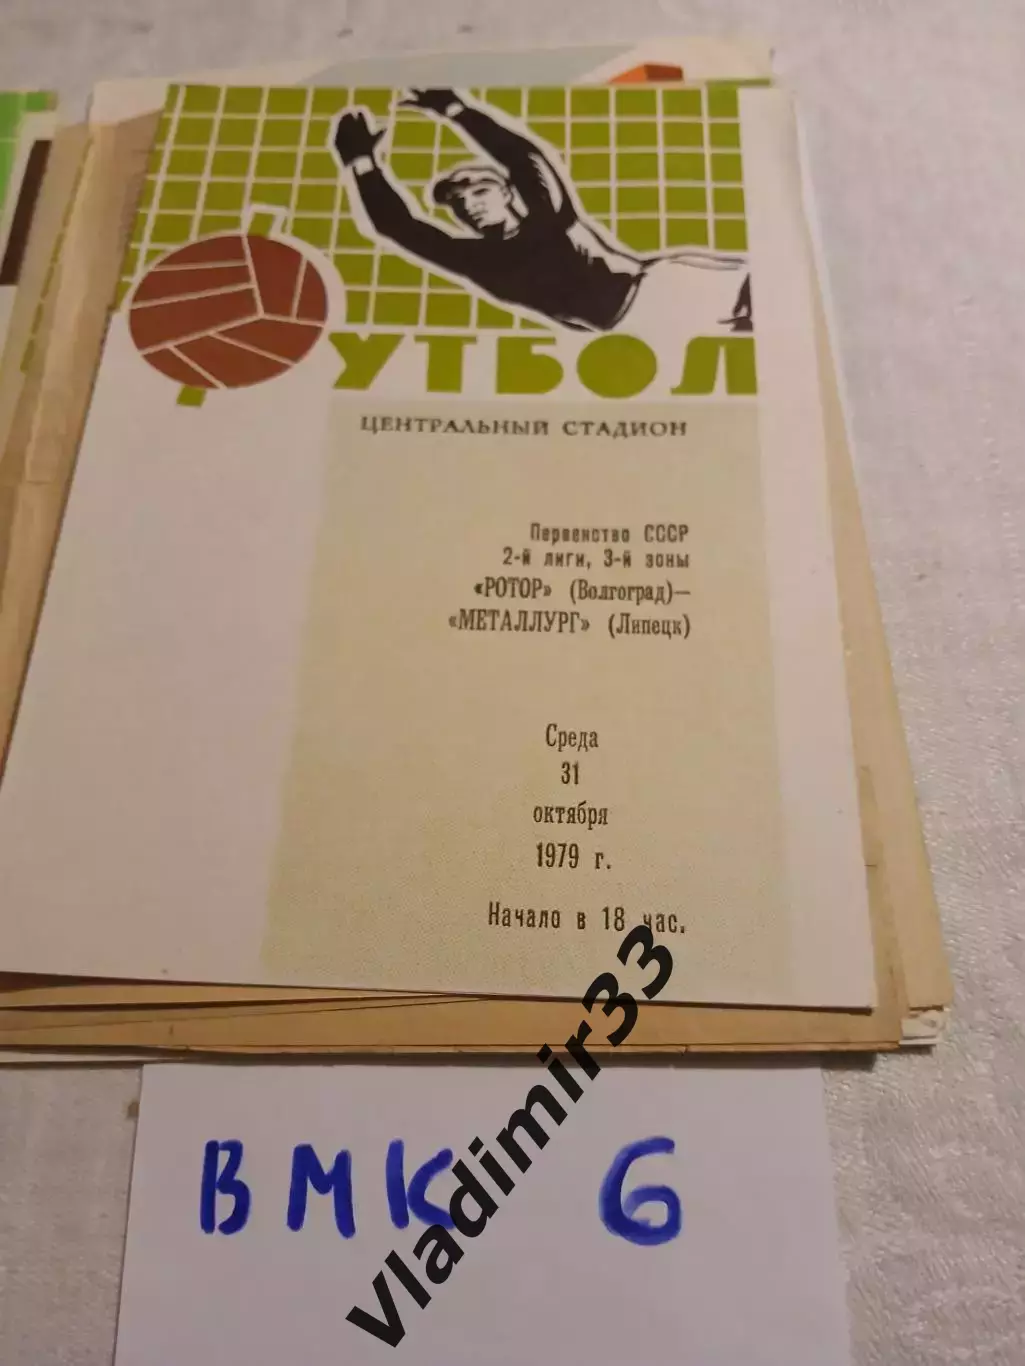 ФУТБОЛ
ЦЕНТРАЛЬНЫЙ СТАДИОН
Первенство СССР
2-й лиги, 3-й зоны
«РОТОР» (Волгоград)—
«МЕТАЛЛУРГ» (Липецк)
Среда
31
октября
1979 г.
Начало в 18 час.
ВМК 6
Vladimir33